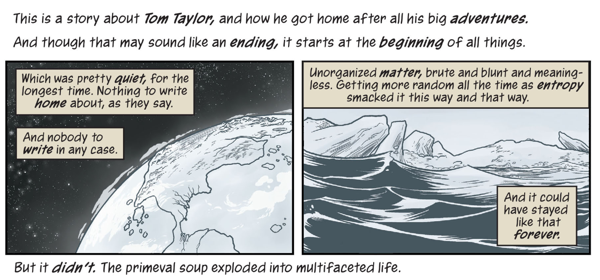 This is a story about Tom Taylor, and how he got home after all his big adventures.
And though that may sound like an ending, it starts at the beginning of all things.
Which was pretty quiet, for the
longest time. Nothing to write
home about, as they say.
And nobody to
write in any case.
Unorganized matter, brute and blunt and meaning-
less. Getting more random all the time as entropy
smacked it this way and that way.
And it could
have stayed
like that
forever.
But it didn't. The primeval soup exploded into multifaceted life.